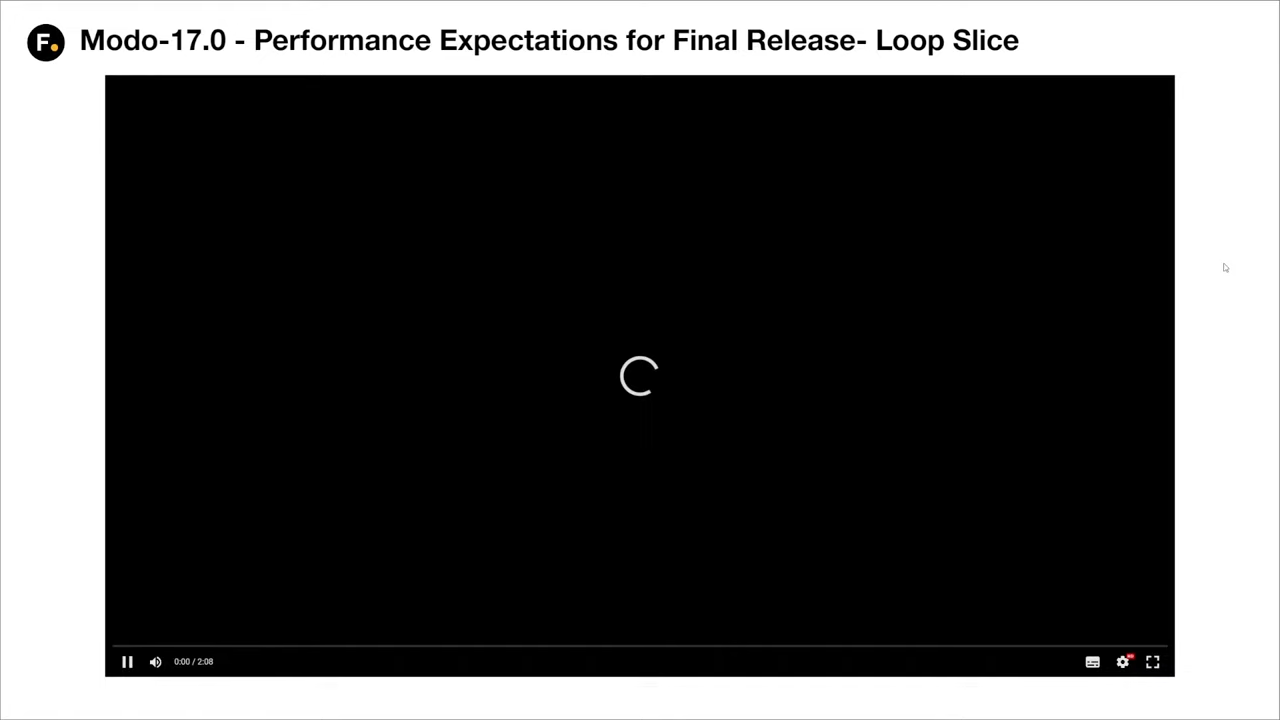 F. Modo-17.0 - Performance Expectations for Final Release- Loop Slice
0:00 / 2:08